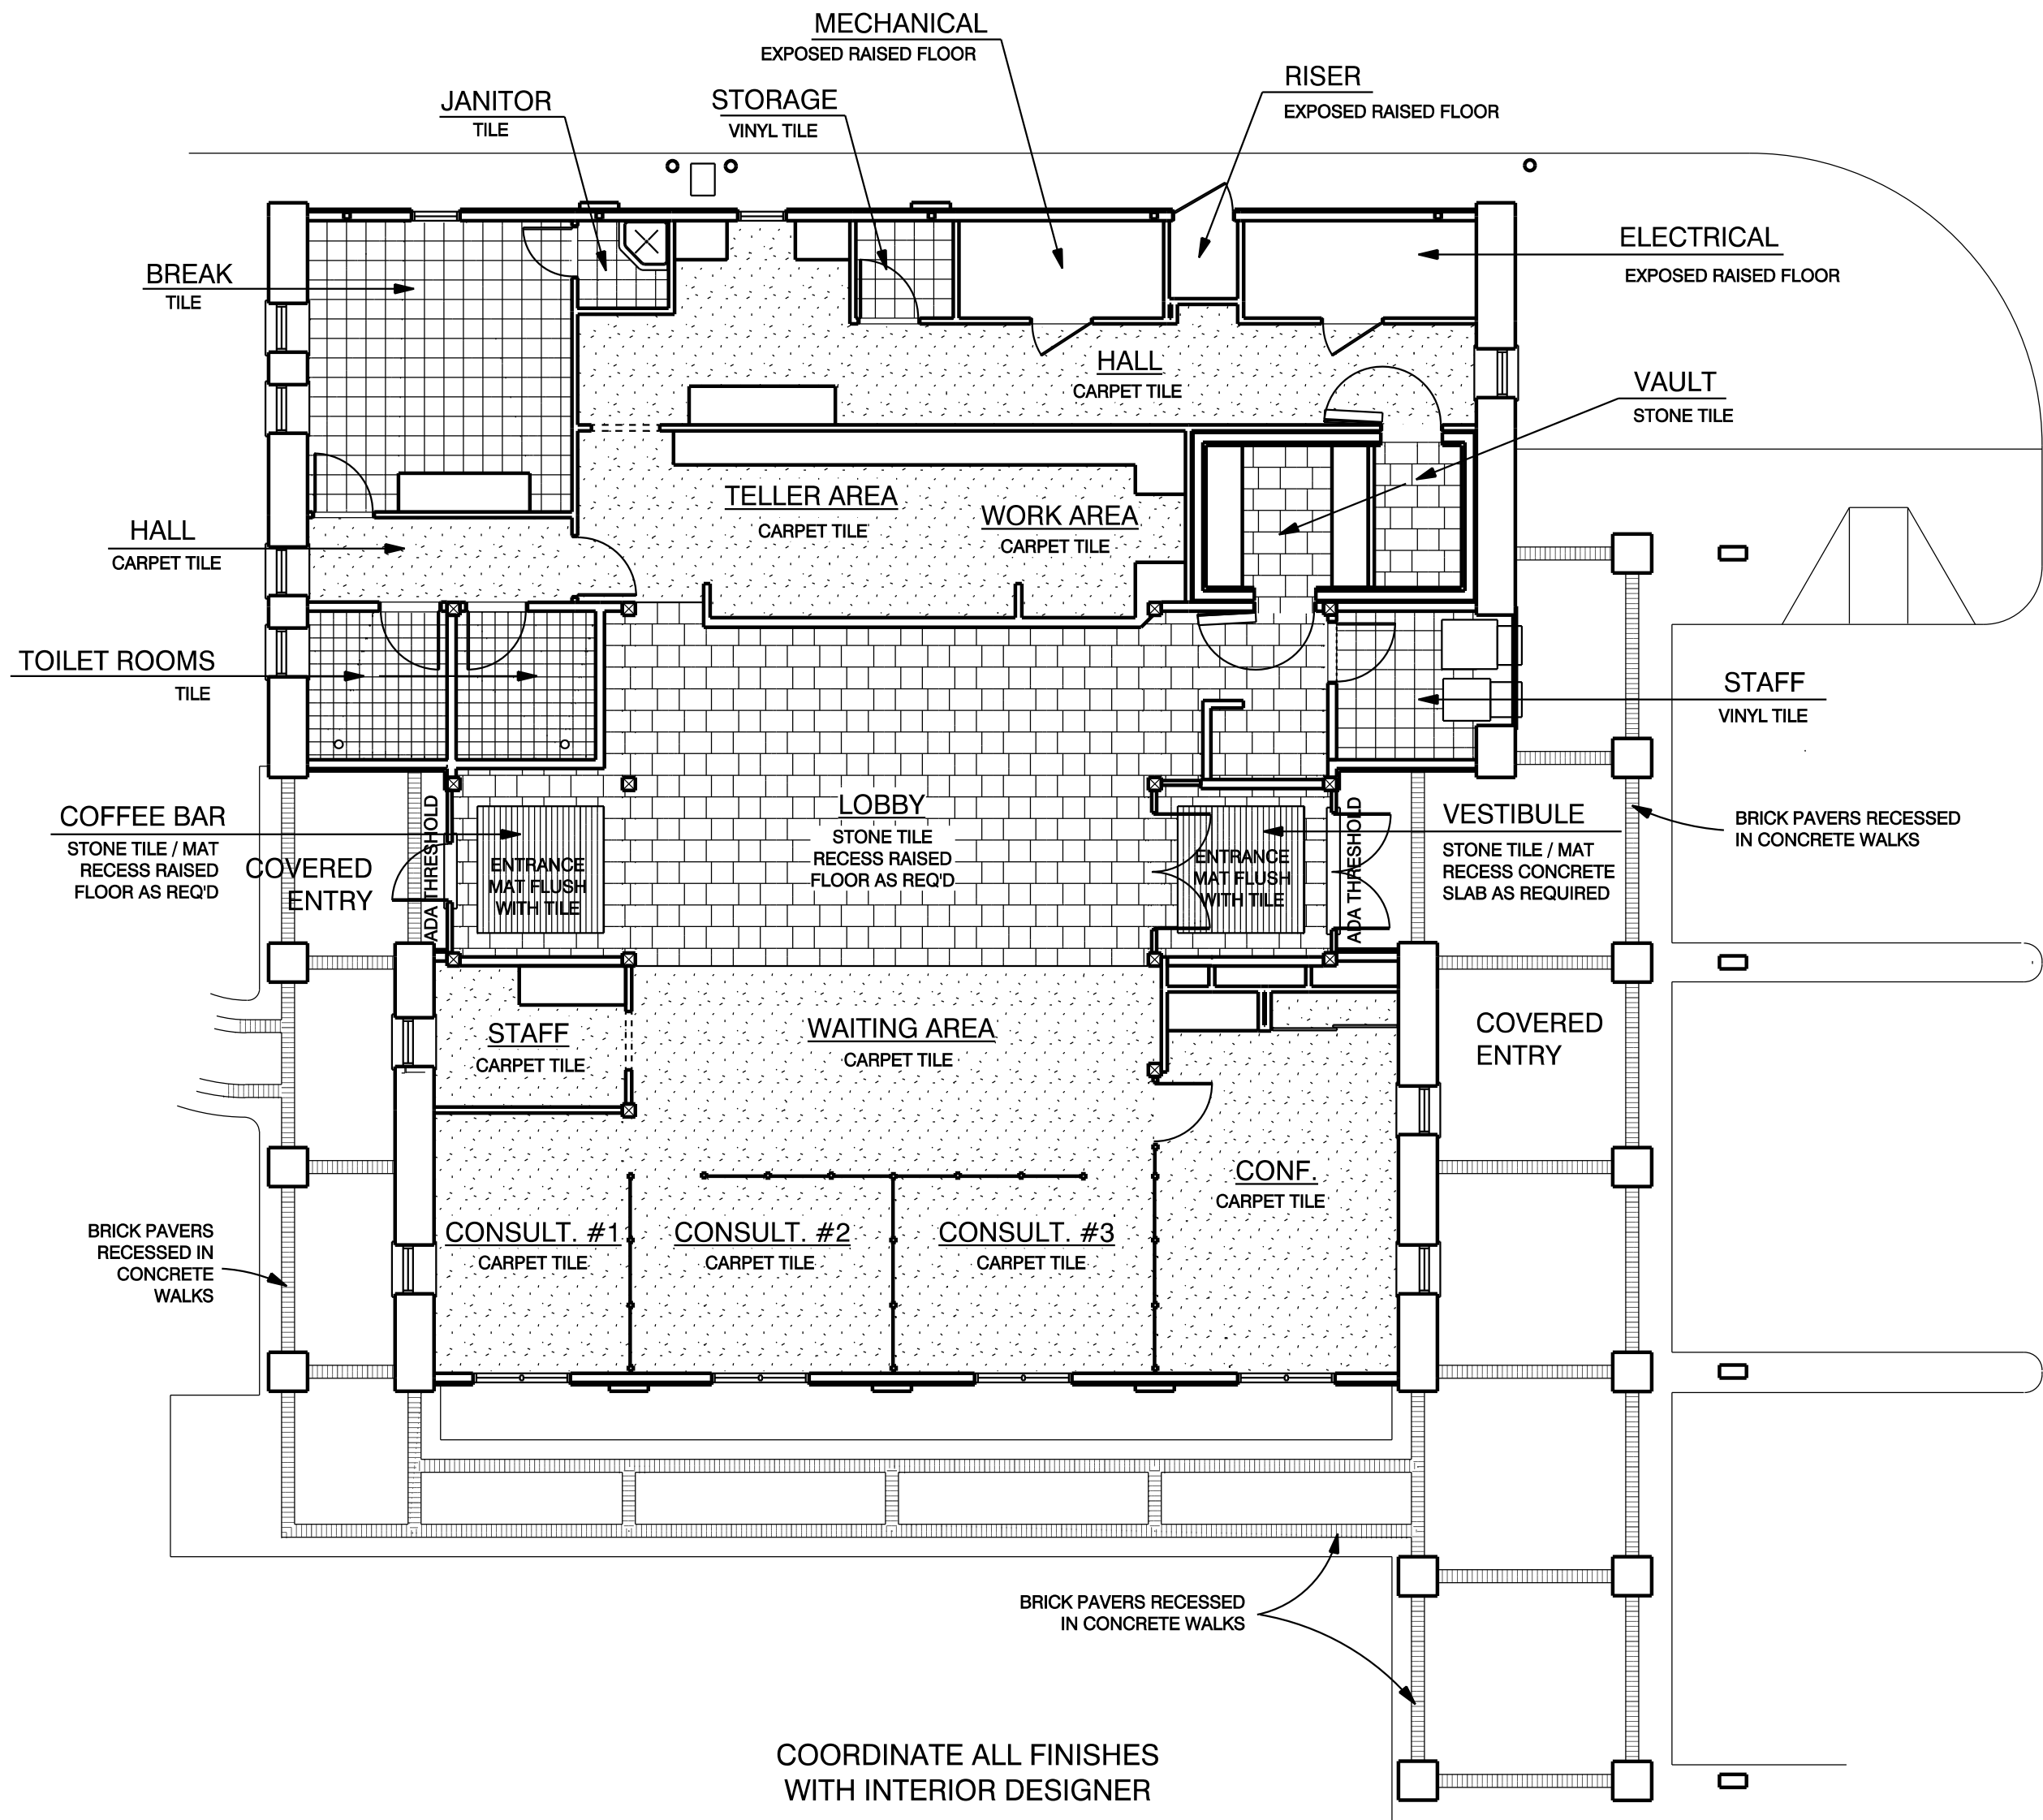 MECHANICAL
EXPOSED RAISED FLOOR
RISER
EXPOSED RAISED FLOOR
JANITOR
TILE
STORAGE
VINYL TILE
ELECTRICAL
EXPOSED RAISED FLOOR
BREAK
TILE
HALL
CARPET TILE
VAULT
STONE TILE
TELLER AREA
CARPET TILE
WORK AREA
CARPET TILE
HALL
CARPET TILE
TOILET ROOMS
TILE
STAFF
VINYL TILE
COFFEE BAR
STONE TILE / MAT
RECESS RAISED
FLOOR AS REQ'D
COVERED
ENTRY
ADA THRESHOLD
ENTRANCE
MAT FLUSH
WITH TILE
LOBBY
STONE TILE
RECESS RAISED
FLOOR AS REQ'D
ENTRANCE
MAT FLUSH
WITH TILE
ADA THRESHOLD
VESTIBULE
STONE TILE / MAT
RECESS CONCRETE
SLAB AS REQUIRED
BRICK PAVERS RECESSED
IN CONCRETE WALKS
STAFF
CARPET TILE
WAITING AREA
CARPET TILE
COVERED
ENTRY
CONF.
CARPET TILE
CONSULT. #1
CARPET TILE
CONSULT. #2
CARPET TILE
CONSULT. #3
CARPET TILE
BRICK PAVERS
RECESSED IN
CONCRETE
WALKS
BRICK PAVERS RECESSED
IN CONCRETE WALKS
COORDINATE ALL FINISHES
WITH INTERIOR DESIGNER